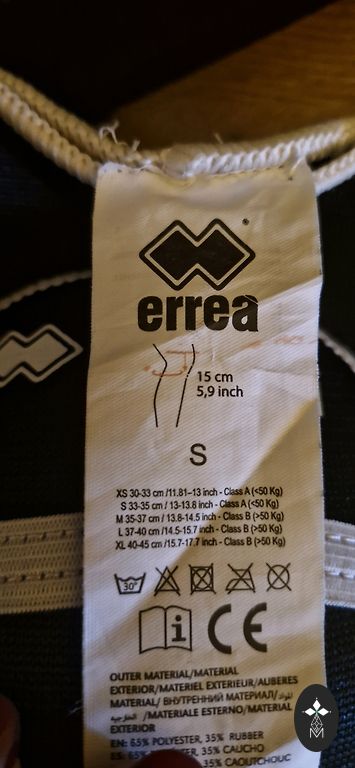 errea
15 cm
5,9 inch
S
XS 30-33 cm /11.81–13 inch - Class A (<50 Kg)
S 33-35 cm / 13-13.8 inch - Class A (<50 Kg)
M 35-37 cm / 13.8-14.5 inch - Class B (>50 Kg)
L 37-40 cm /14.5-15.7 inch - Class B (>50 Kg)
XL 40-45 cm /15.7-17.7 inch - Class B (>50 Kg)
30°
i CE
OUTER MATERIAL/MATERIAL
EXTERIOR/MATERIEL EXTERIEUR/AUBERES
MATERIAL/ ВНУТРЕННИЙ МАТЕРИАЛ/المواد
الخارجية /MATERIALE ESTERNO/MATERIAL
EXTERIOR
EN: 65% POLYESTER, 35% RUBBER
35% CAUCHO
35% CAOUTCHOUC